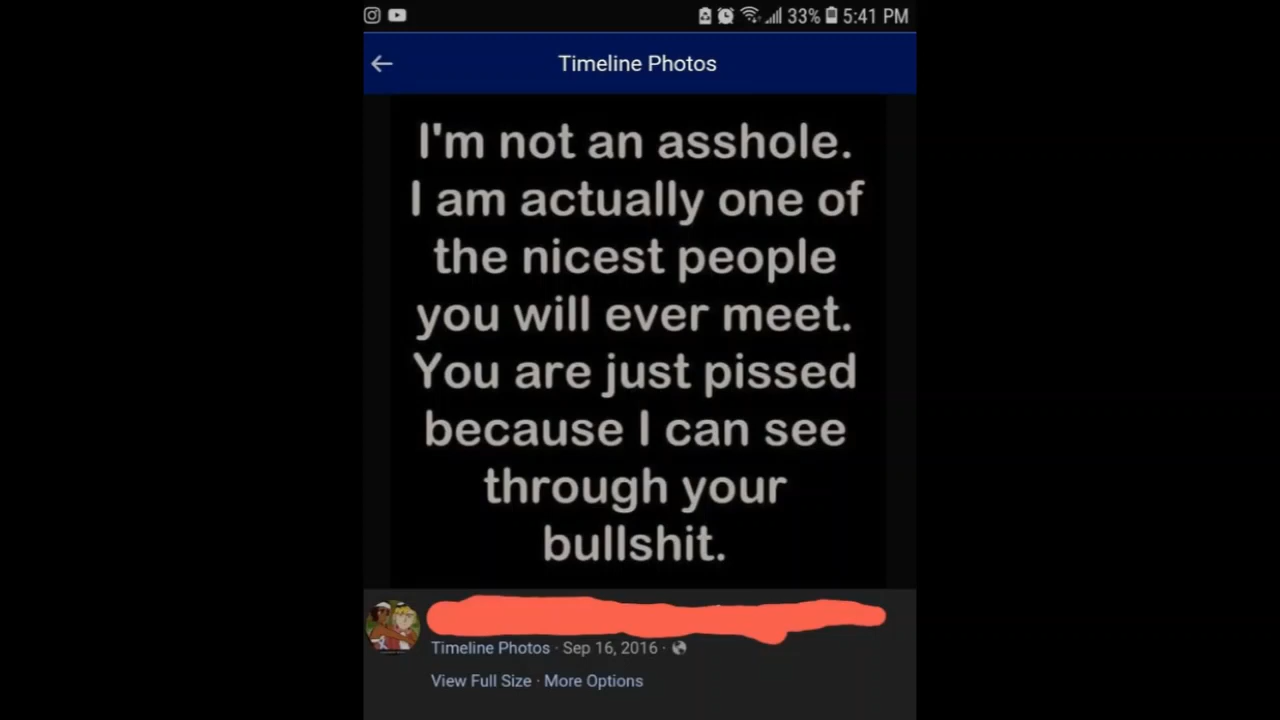 33% 5:41 PM
Timeline Photos
I'm not an asshole.
I am actually one of
the nicest people
you will ever meet.
You are just pissed
because I can see
through your
bullshit.
Timeline Photos · Sep 16, 2016 ·
View Full Size · More Options